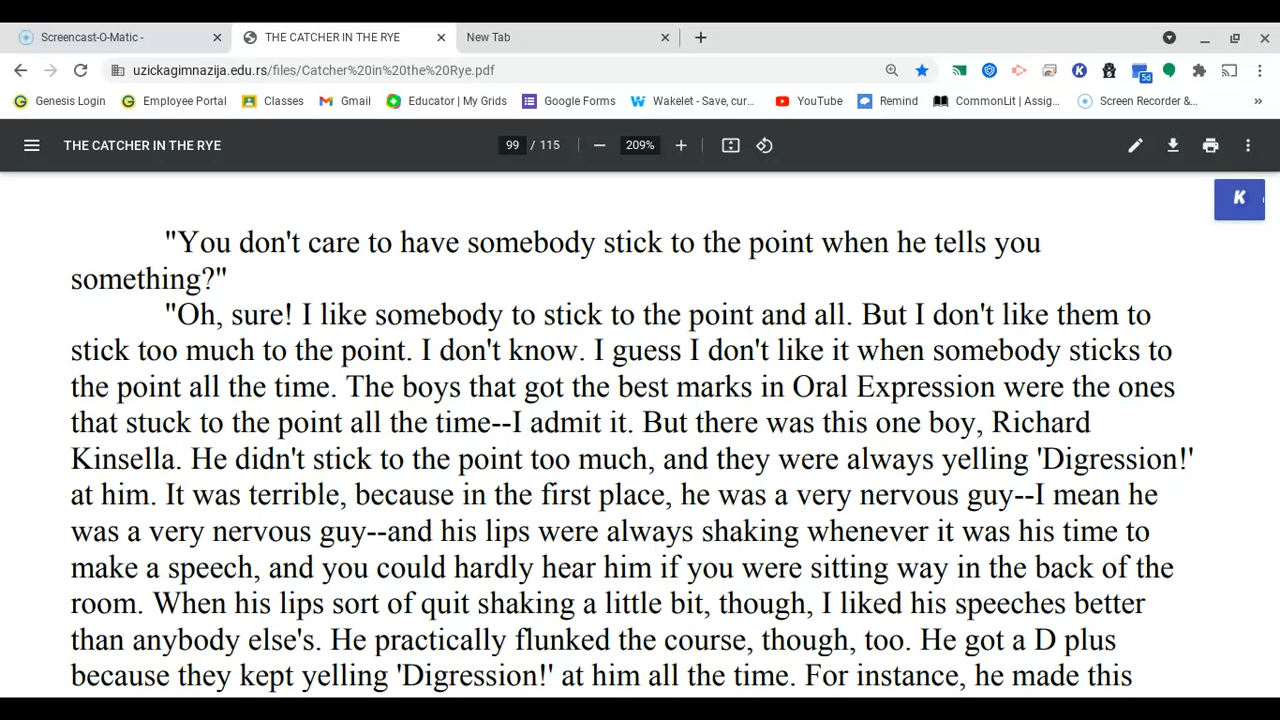 Screencast-O-Matic -
THE CATCHER IN THE RYE
New Tab
uzickagimnazija.edu.rs/files/Catcher%20in%20the%20Rye.pdf
5d
Genesis Login
Employee Portal
Classes
Gmail
Educator | My Grids
Google Forms
Wakelet - Save, cur...
YouTube
Remind
CommonLit | Assig...
Screen Recorder &...
»
THE CATCHER IN THE RYE
99 / 115
209%
K
"You don't care to have somebody stick to the point when he tells you
something?"
"Oh, sure! I like somebody to stick to the point and all. But I don't like them to
stick too much to the point. I don't know. I guess I don't like it when somebody sticks to
the point all the time. The boys that got the best marks in Oral Expression were the ones
that stuck to the point all the time--I admit it. But there was this one boy, Richard
Kinsella. He didn't stick to the point too much, and they were always yelling 'Digression!'
at him. It was terrible, because in the first place, he was a very nervous guy--I mean he
was a very nervous guy--and his lips were always shaking whenever it was his time to
make a speech, and you could hardly hear him if you were sitting way in the back of the
room. When his lips sort of quit shaking a little bit, though, I liked his speeches better
than anybody else's. He practically flunked the course, though, too. He got a D plus
because they kept yelling 'Digression!' at him all the time. For instance, he made this